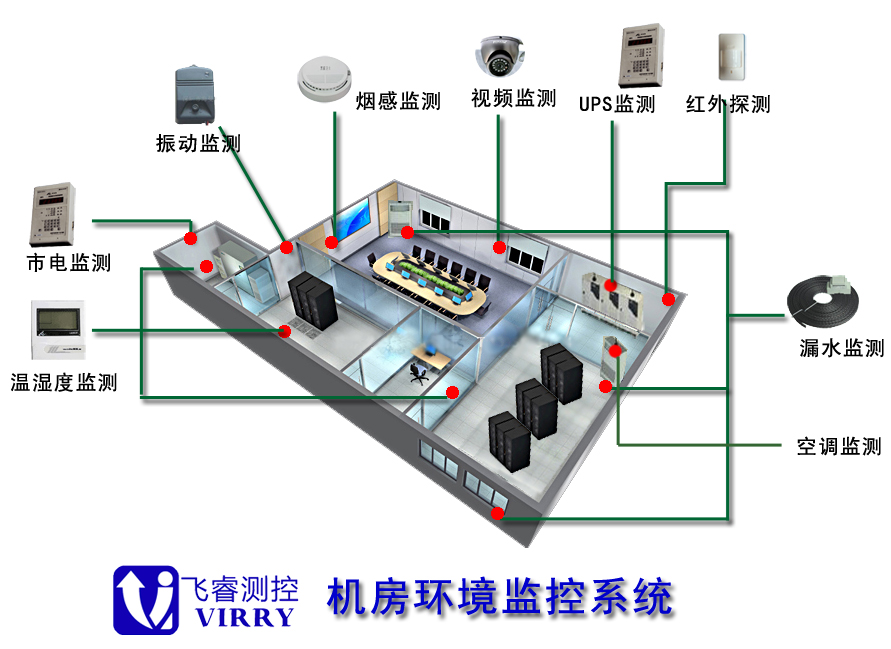 视频监测
UPS监测
红外探测
烟感监测
振动监测
市电监测
漏水监测
温湿度监测
空调监测
飞睿测控
VIRRY
机房环境监控系统